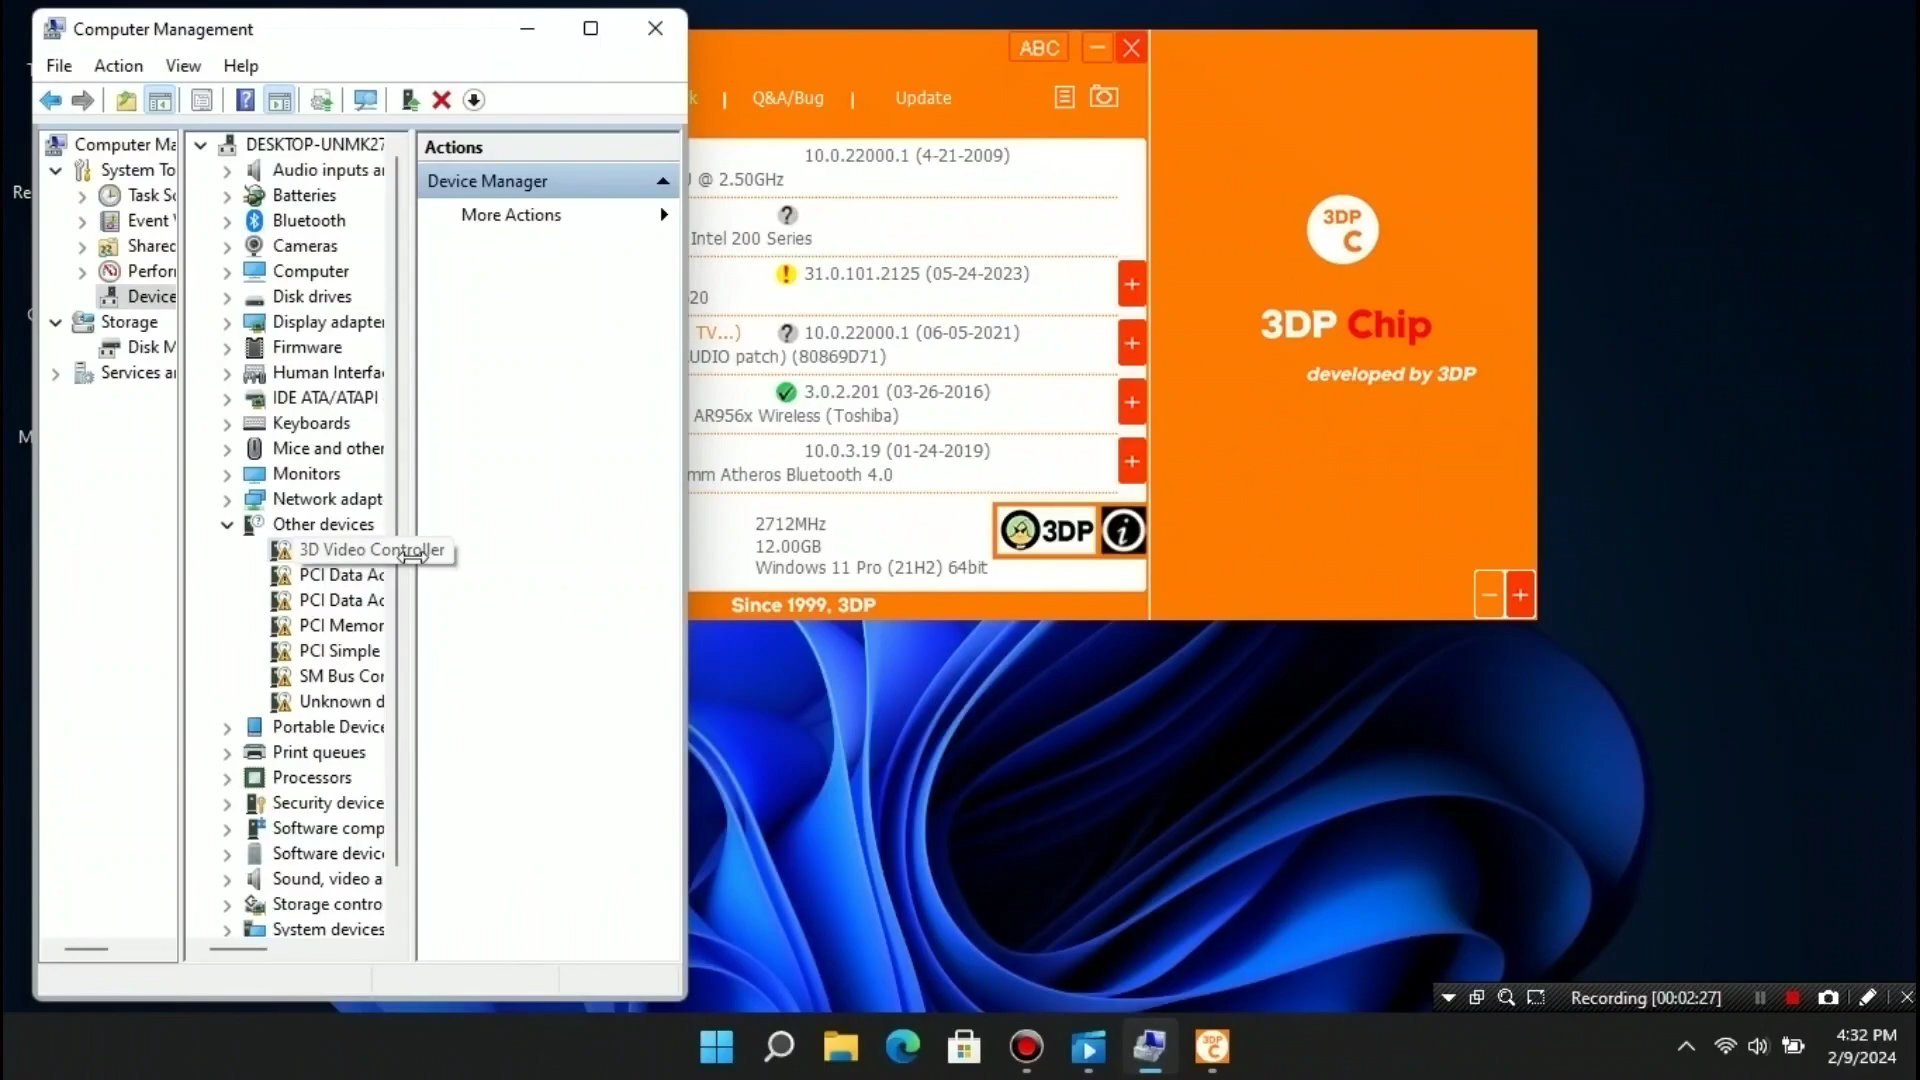 Computer Management
File Action View Help
Computer Ma
System To
Task Sc
Event
Shared
Perfor
Device
Storage
Disk M
Services a
DESKTOP-UNMK27
Audio inputs a
Batteries
Bluetooth
Cameras
Computer
Disk drives
Display adapter
Firmware
Human Interfa
IDE ATA/ATAPI
Keyboards
Mice and other
Monitors
Network adapt
Other devices
3D Video Controller
PCI Data Ac
PCI Data Ac
PCI Memor
PCI Simple
SM Bus Cor
Unknown d
Portable Device
Print queues
Processors
Security device
Software comp
Software device
Sound, video a
Storage contro
System devices
Actions
Device Manager
More Actions
ABC
k | Q&A/Bug | Update
10.0.22000.1 (4-21-2009)
@ 2.50GHz
Intel 200 Series
31.0.101.2125 (05-24-2023)
20
TV...) 10.0.22000.1 (06-05-2021)
UDIO patch) (80869D71)
3.0.2.201 (03-26-2016)
AR956x Wireless (Toshiba)
10.0.3.19 (01-24-2019)
mm Atheros Bluetooth 4.0
2712MHz
12.00GB
Windows 11 Pro (21H2) 64bit
3DP i
Since 1999, 3DP
3DP
C
3DP Chip
developed by 3DP
Re
M
Recording [00:02:27]
3DP
C
4:32 PM
2/9/2024